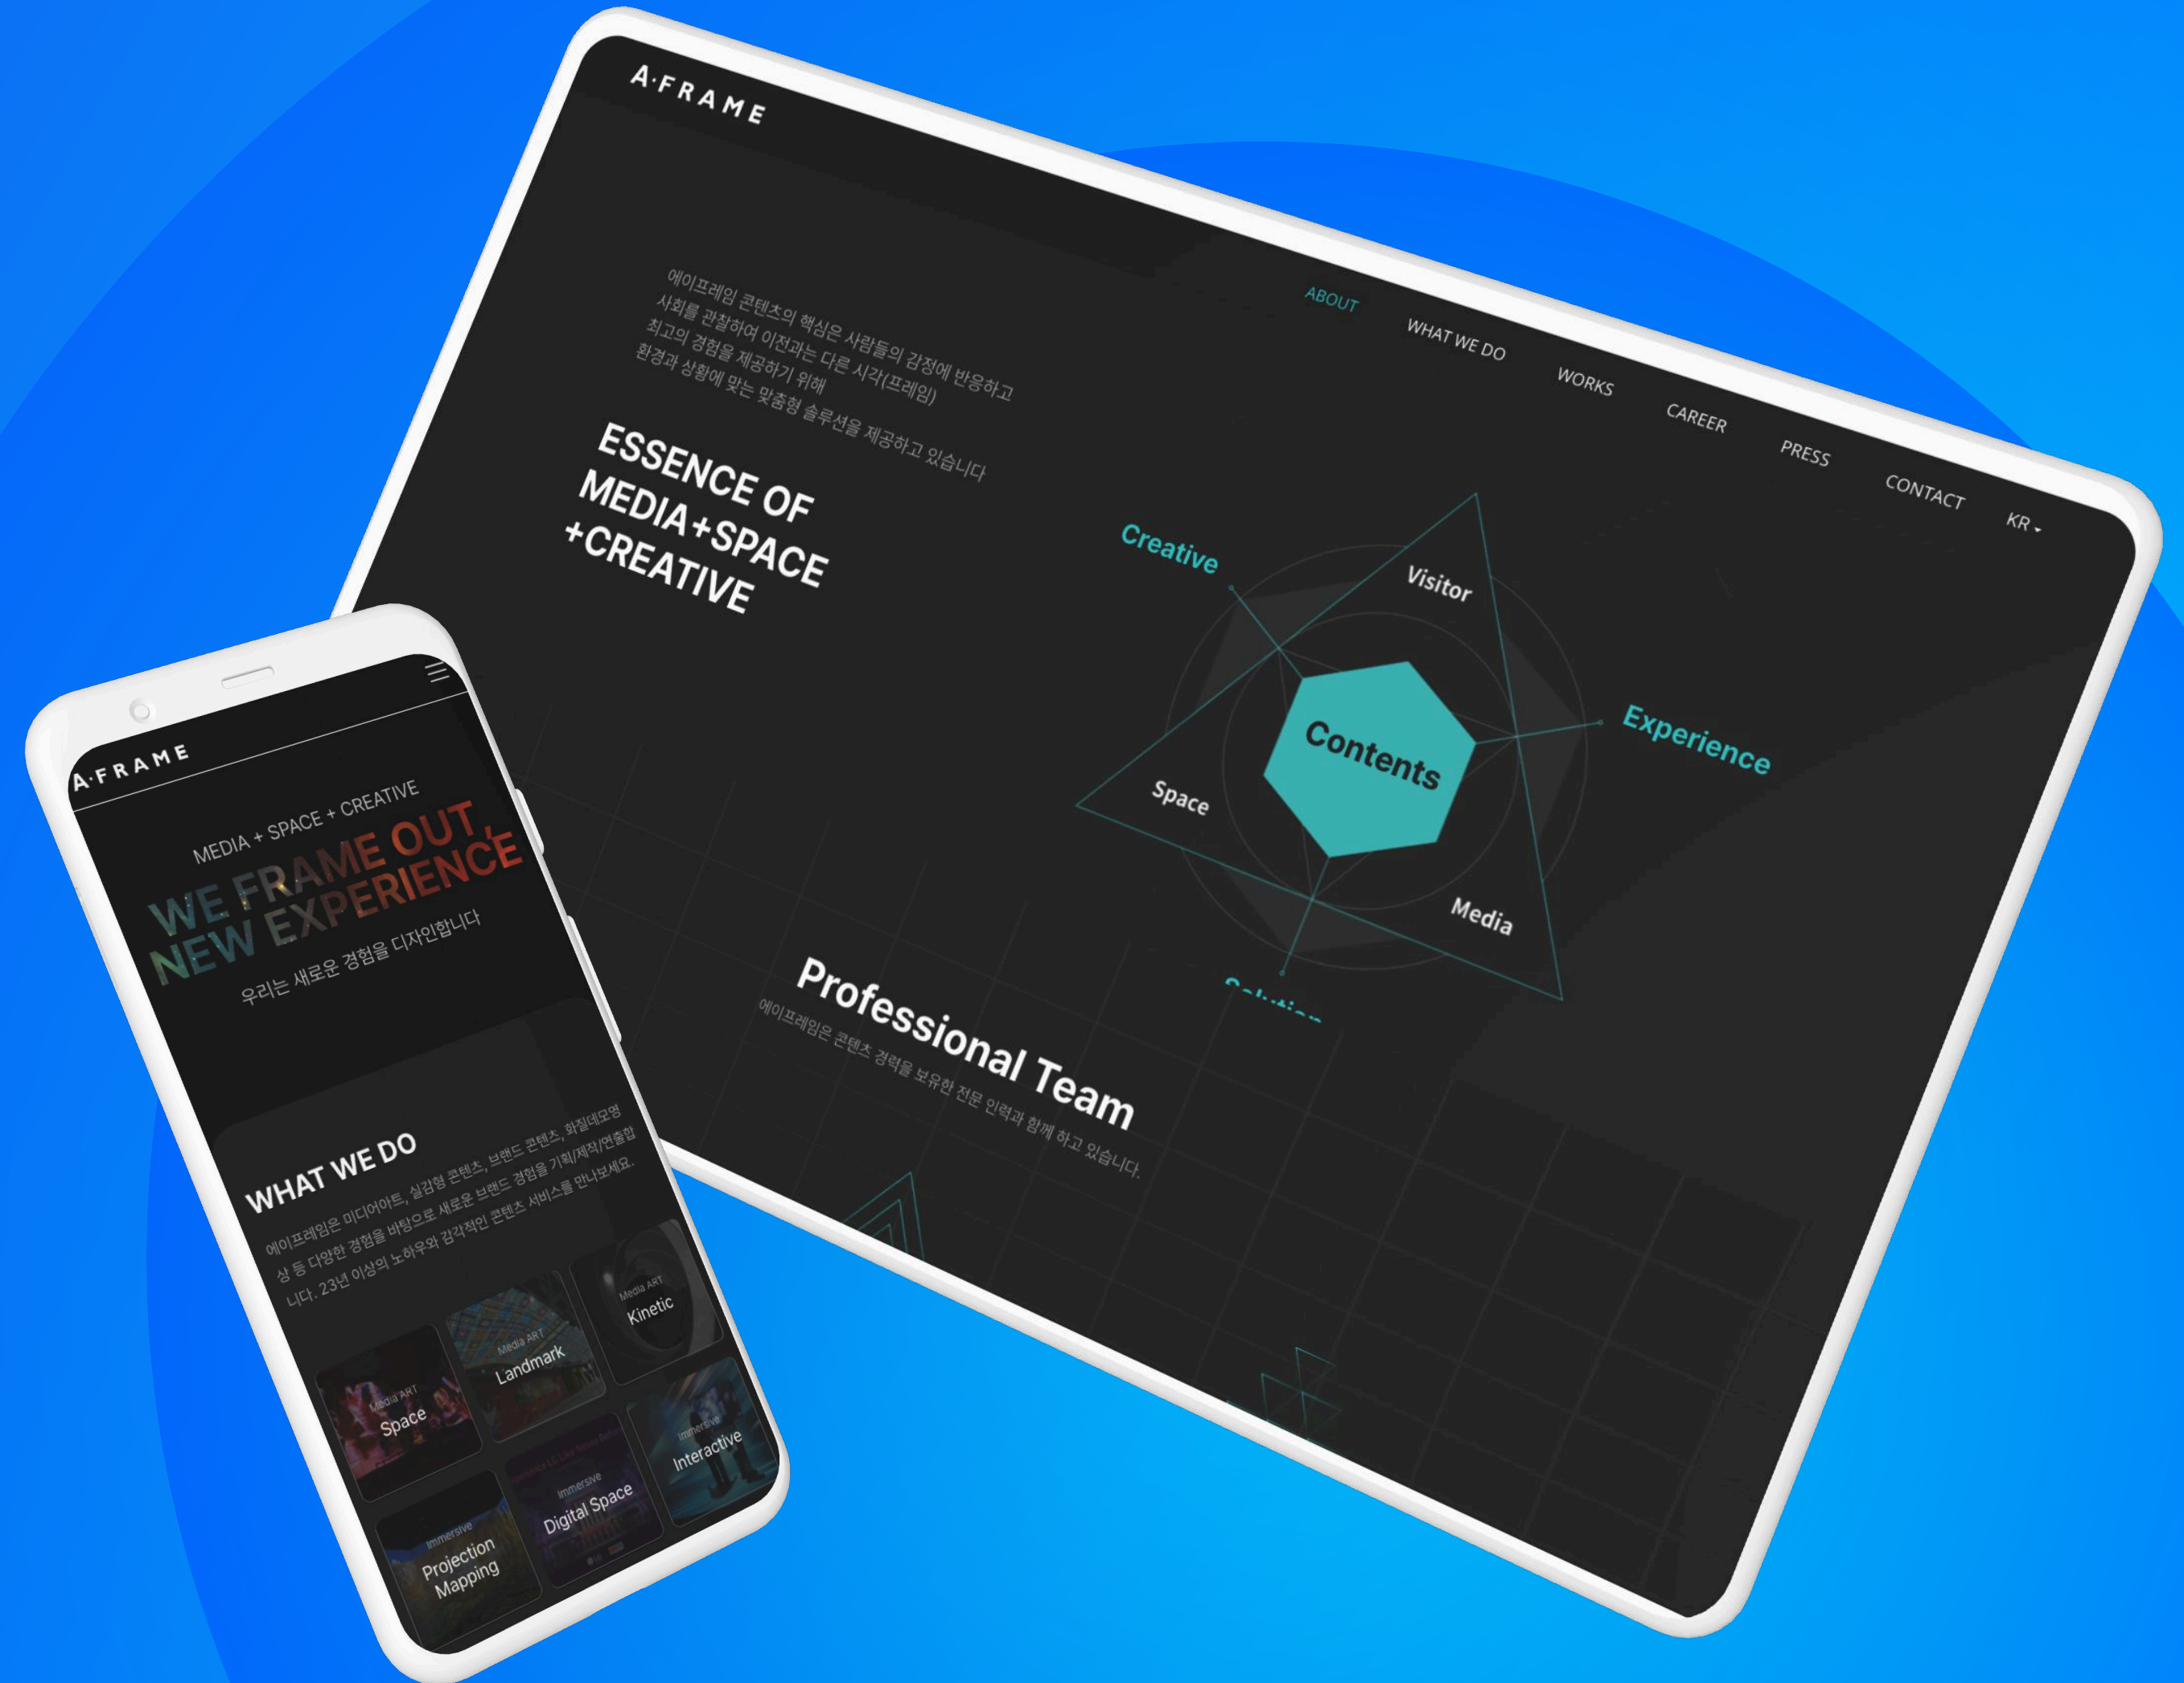 A·FRAME
ABOUT
WHAT WE DO
WORKS
CAREER
PRESS
CONTACT
KR
에이프레임 콘텐츠의 핵심은 사람들의 감정에 반응하고
사회를 관찰하여 이전과는 다른 시각(프레임)
최고의 경험을 제공하기 위해
환경과 상황에 맞는 맞춤형 솔루션을 제공하고 있습니다
ESSENCE OF
MEDIA+SPACE
+CREATIVE
Creative
Visitor
Experience
Contents
Space
Media
Professional Team
에이프레임은 콘텐츠 경력을 보유한 전문 인력과 함께 하고 있습니다.
A·FRAME
MEDIA + SPACE + CREATIVE
WE FRAME OUT,
NEW EXPERIENCE
우리는 새로운 경험을 디자인합니다
WHAT WE DO
에이프레임은 미디어아트, 실감형 콘텐츠, 브랜드 콘텐츠, 화질데모영
상 등 다양한 경험을 바탕으로 새로운 브랜드 경험을 기획/제작/연출합
니다. 23년 이상의 노하우와 감각적인 콘텐츠 서비스를 만나보세요.
Media ART
Space
Media ART
Landmark
Media ART
Kinetic
Immersive
Projection
Mapping
Immersive
Digital Space
Immersive
Interactive